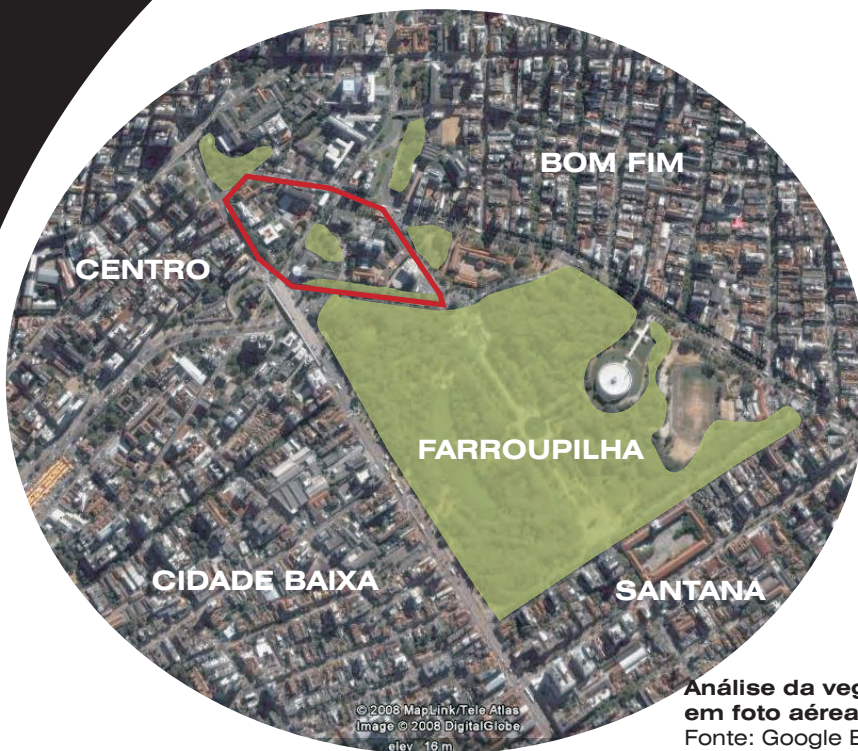 BOM FIM
CENTRO
FARROUPILHA
CIDADE BAIXA
SANTANA
© 2008 MapLink/Tele Atlas
Image © 2008 DigitalGlobe
elev 16 m
Análise da veg
em foto aérea
Fonte: Google E